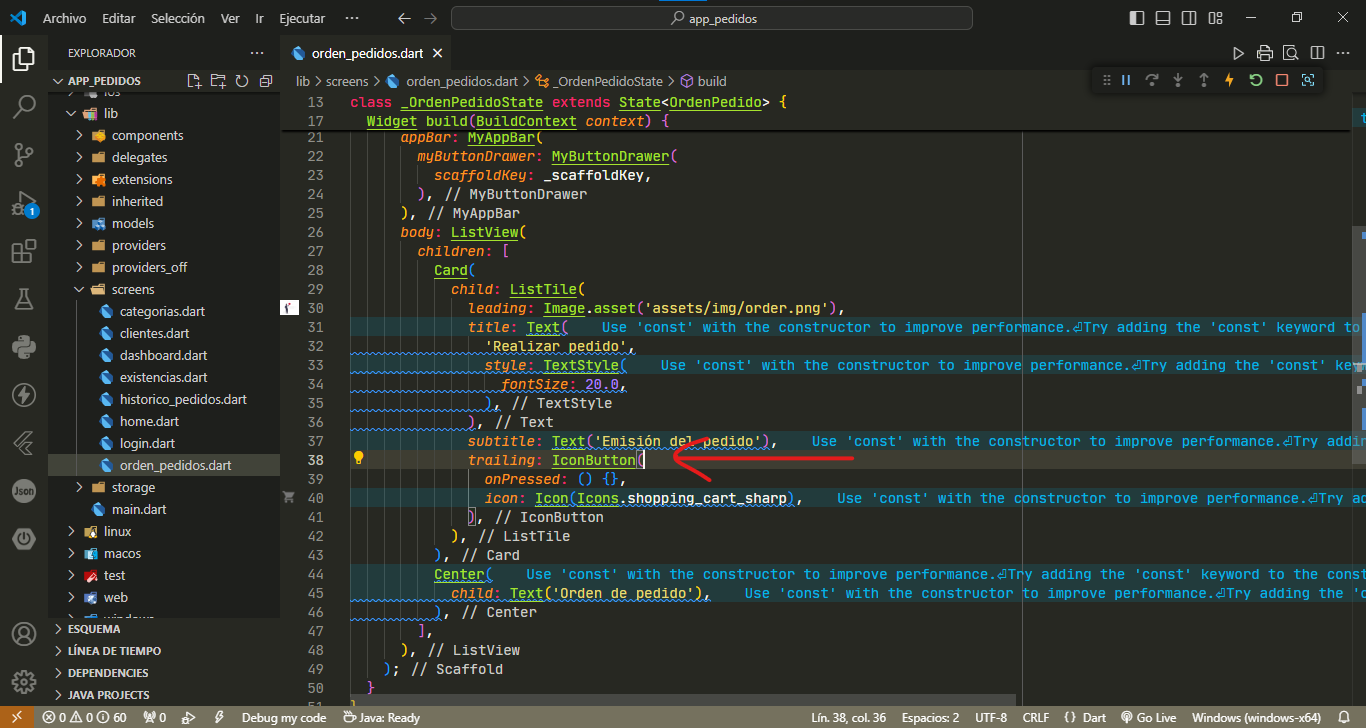 Archivo Editar Selección Ver Ir Ejecutar ··· app_pedidos
EXPLORADOR ···
APP_PEDIDOS
ios
lib
components
delegates
extensions
inherited
models
providers
providers_off
screens
categorias.dart
clientes.dart
dashboard.dart
existencias.dart
historico_pedidos.dart
home.dart
login.dart
orden_pedidos.dart
storage
main.dart
linux
macos
test
web
windows
ESQUEMA
LÍNEA DE TIEMPO
DEPENDENCIES
JAVA PROJECTS
1
Json
orden_pedidos.dart
lib > screens > orden_pedidos.dart > _OrdenPedidoState > build
13 class _OrdenPedidoState extends State<OrdenPedido> {
17 Widget build(BuildContext context) {
21 appBar: MyAppBar(
22 myButtonDrawer: MyButtonDrawer(
23 scaffoldKey: _scaffoldKey,
24 ), // MyButtonDrawer
25 ), // MyAppBar
26 body: ListView(
27 children: [
28 Card(
29 child: ListTile(
30 leading: Image.asset('assets/img/order.png'),
31 title: Text( Use 'const' with the constructor to improve performance.⏎Try adding the 'const' keyword to
32 'Realizar pedido',
33 style: TextStyle( Use 'const' with the constructor to improve performance.⏎Try adding the 'const' key
34 fontSize: 20.0,
35 ), // TextStyle
36 ), // Text
37 subtitle: Text('Emisión del pedido'), Use 'const' with the constructor to improve performance.⏎Try addin
38 trailing: IconButton(
39 onPressed: () {},
40 icon: Icon(Icons.shopping_cart_sharp), Use 'const' with the constructor to improve performance.⏎Try ad
41 ), // IconButton
42 ), // ListTile
43 ), // Card
44 Center( Use 'const' with the constructor to improve performance.⏎Try adding the 'const' keyword to the const
45 child: Text('Orden de pedido'), Use 'const' with the constructor to improve performance.⏎Try adding the 'c
46 ), // Center
47 ],
48 ), // ListView
49 ); // Scaffold
50 }
51 }
0 0 60 0 Debug my code Java: Ready Lín. 38, col. 36 Espacios: 2 UTF-8 CRLF {} Dart Go Live Windows (windows-x64)